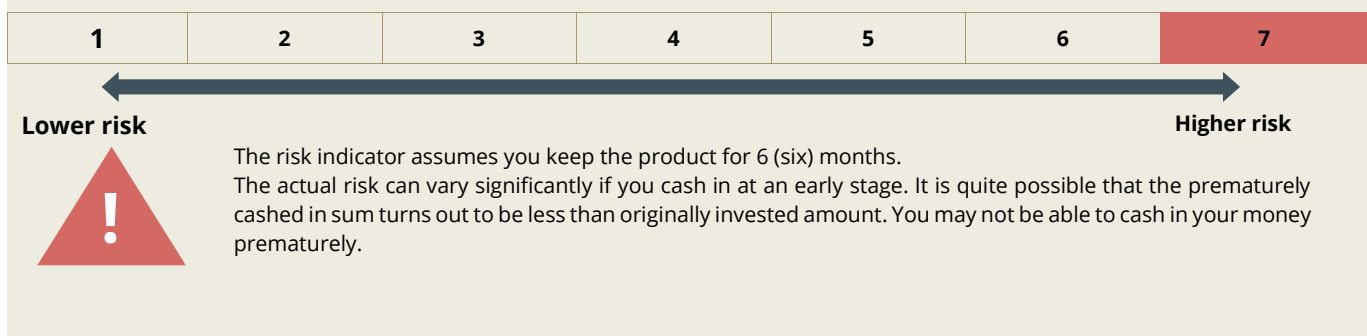 1 2 3 4 5 6 7
Lower risk
Higher risk
!
The risk indicator assumes you keep the product for 6 (six) months.
The actual risk can vary significantly if you cash in at an early stage. It is quite possible that the prematurely
cashed in sum turns out to be less than originally invested amount. You may not be able to cash in your money
prematurely.